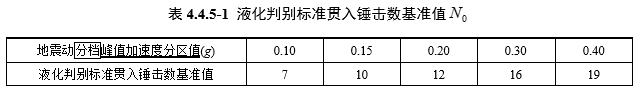 表 4.4.5-1 液化判别标准贯入锤击数基准值 N₀
地震动分档峰值加速度分区值(g) 0.10 0.15 0.20 0.30 0.40
液化判别标准贯入锤击数基准值 7 10 12 16 19